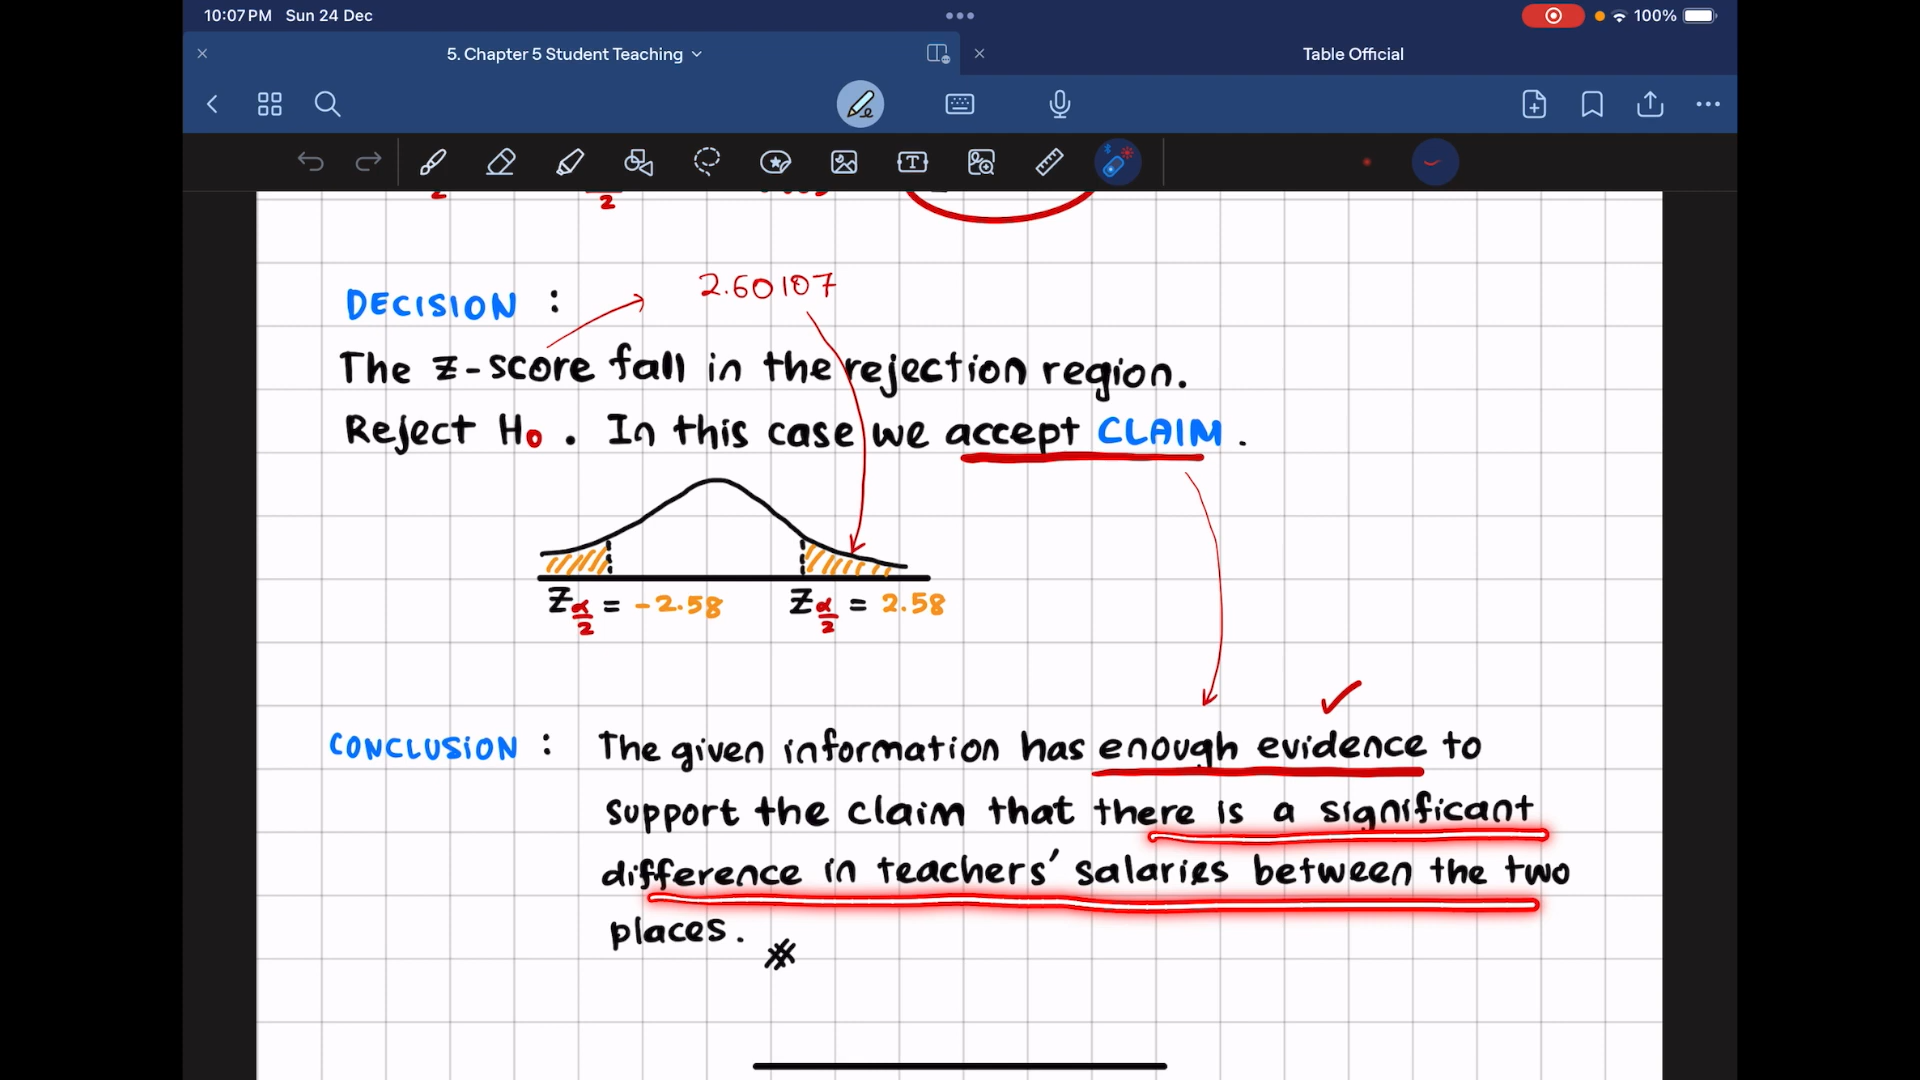 10:07 PM Sun 24 Dec
100%
5. Chapter 5 Student Teaching
Table Official
2
2
DECISION :
2.60107
The z-score fall in the rejection region.
Reject H0. In this case we accept CLAIM.
Zα/2 = -2.58
Zα/2 = 2.58
CONCLUSION : The given information has enough evidence to
support the claim that there is a significant
difference in teachers' salaries between the two
places.